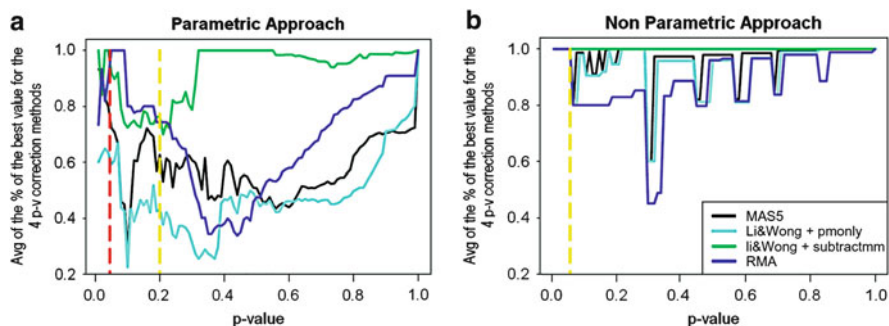 a
Parametric Approach
Avg of the % of the best value for the
4 p-v correction methods
1.0
0.8
0.6
0.4
0.2
0.0 0.2 0.4 0.6 0.8 1.0
p-value
b
Non Parametric Approach
Avg of the % of the best value for the
4 p-v correction methods
1.0
0.8
0.6
0.4
0.2
MAS5
Li&Wong + pmonly
li&Wong + subtractmm
RMA
0.0 0.2 0.4 0.6 0.8 1.0
p-value